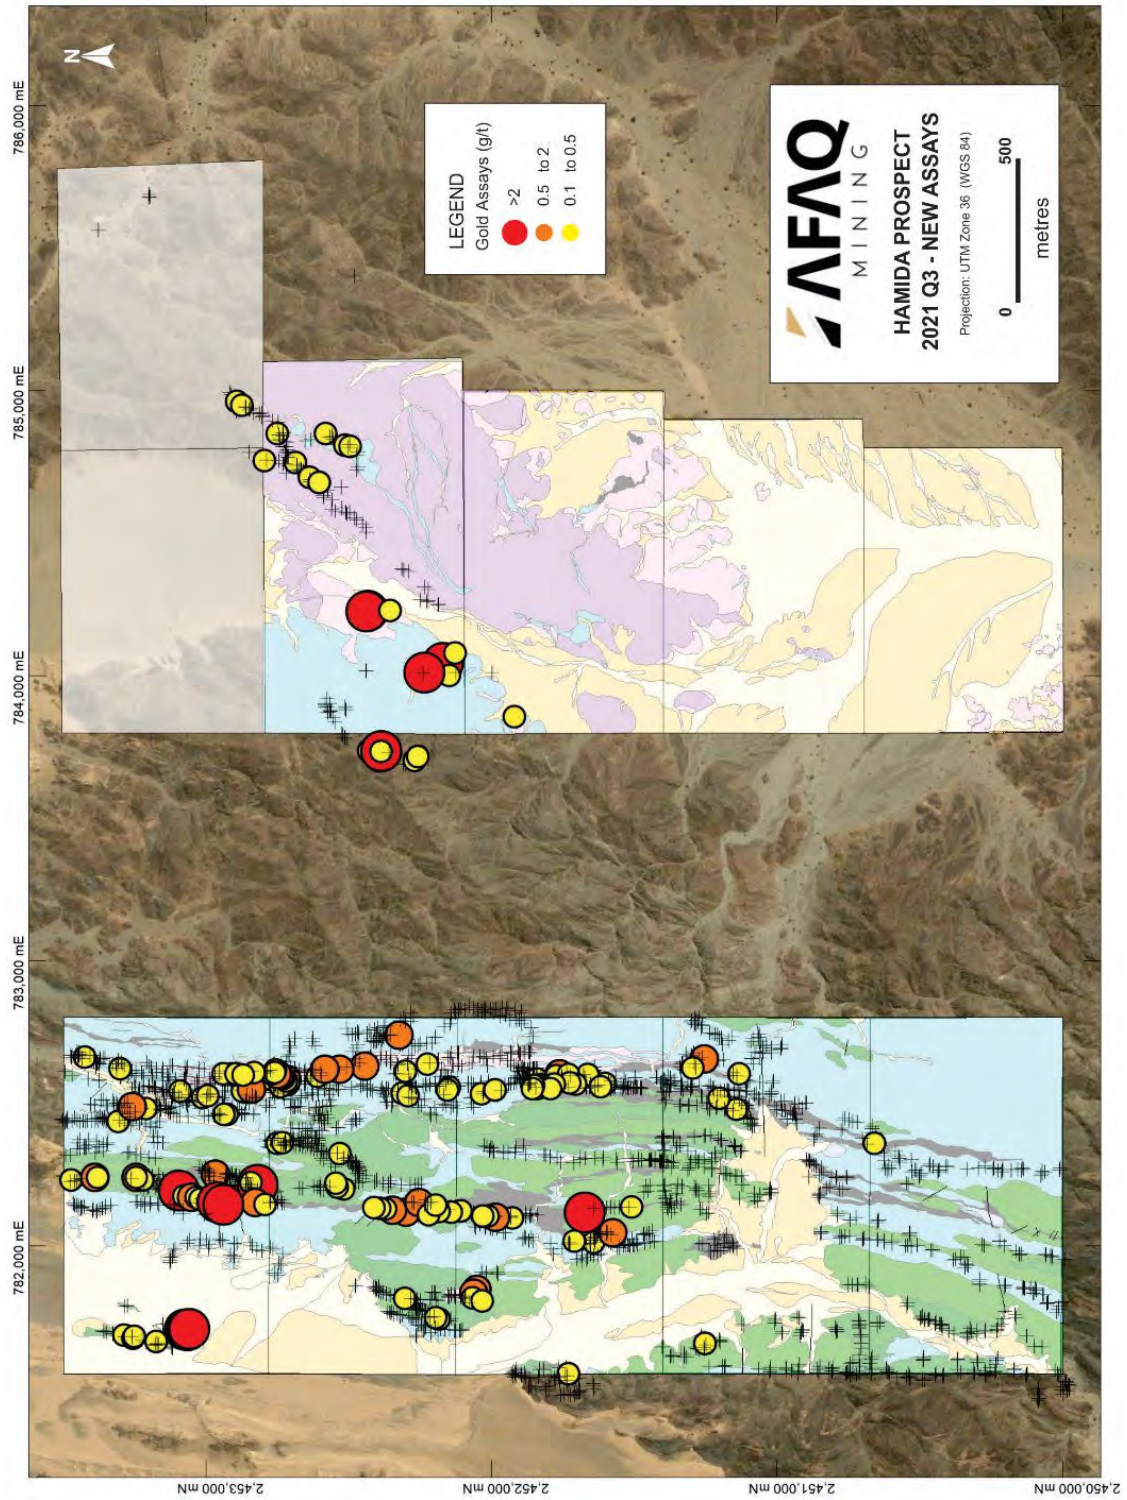 786,000 mE
785,000 mE
784,000 mE
783,000 mE
782,000 mE
2,453,000 mN
2,452,000 mN
2,451,000 mN
2,450,000 mN
N
LEGEND
Gold Assays (g/t)
>2
0.5 to 2
0.1 to 0.5
AFAQ
MINING
HAMIDA PROSPECT
2021 Q3 - NEW ASSAYS
Projection: UTM Zone 36 (WGS 84)
0 500
metres